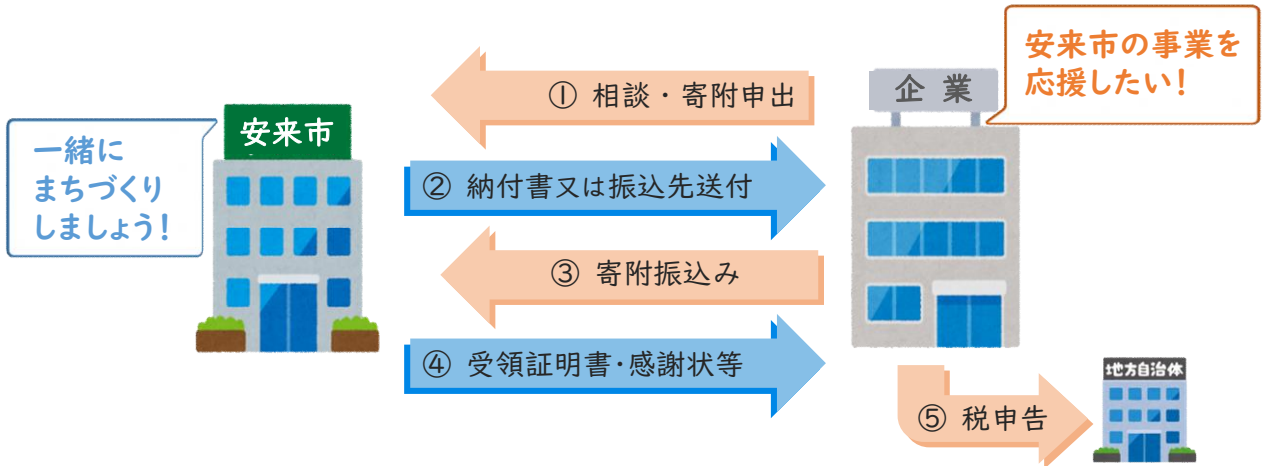 安来市の事業を
応援したい!
企業
① 相談・寄附申出
安来市
一緒に
まちづくり
しましょう!
② 納付書又は振込先送付
③ 寄附振込み
④ 受領証明書・感謝状等
地方自治体
⑤ 税申告